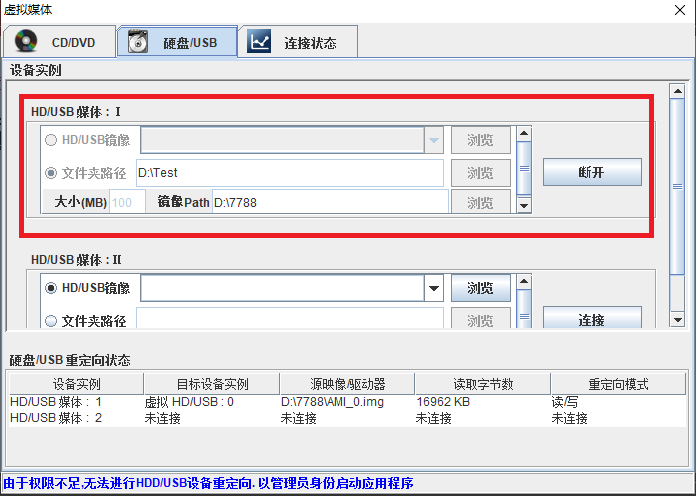 虚拟媒体
CD/DVD 硬盘/USB 连接状态
设备实例
HD/USB 媒体 : I
HD/USB镜像 浏览
文件夹路径 D:\Test 浏览 断开
大小(MB) 100 镜像Path D:\7788 浏览
HD/USB 媒体 : II
HD/USB镜像 浏览
文件夹路径 浏览 连接
硬盘/USB 重定向状态
设备实例 目标设备实例 源映像/驱动器 读取字节数 重定向模式
HD/USB 媒体 : 1 虚拟 HD/USB : 0 D:\7788\AMI_0.img 16962 KB 读/写
HD/USB 媒体 : 2 未连接 未连接 未连接 未连接
由于权限不足,无法进行HDD/USB设备重定向. 以管理员身份启动应用程序